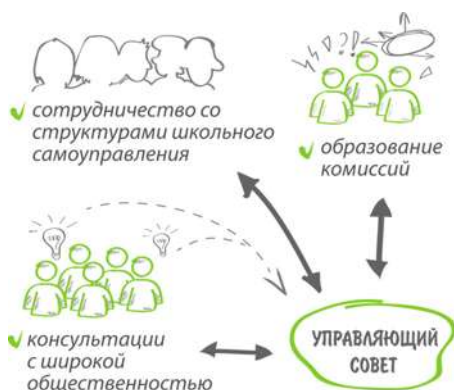 сотрудничество со
структурами школьного
самоуправления
образование
комиссий
консультации
с широкой
общественностью
УПРАВЛЯЮЩИЙ
СОВЕТ